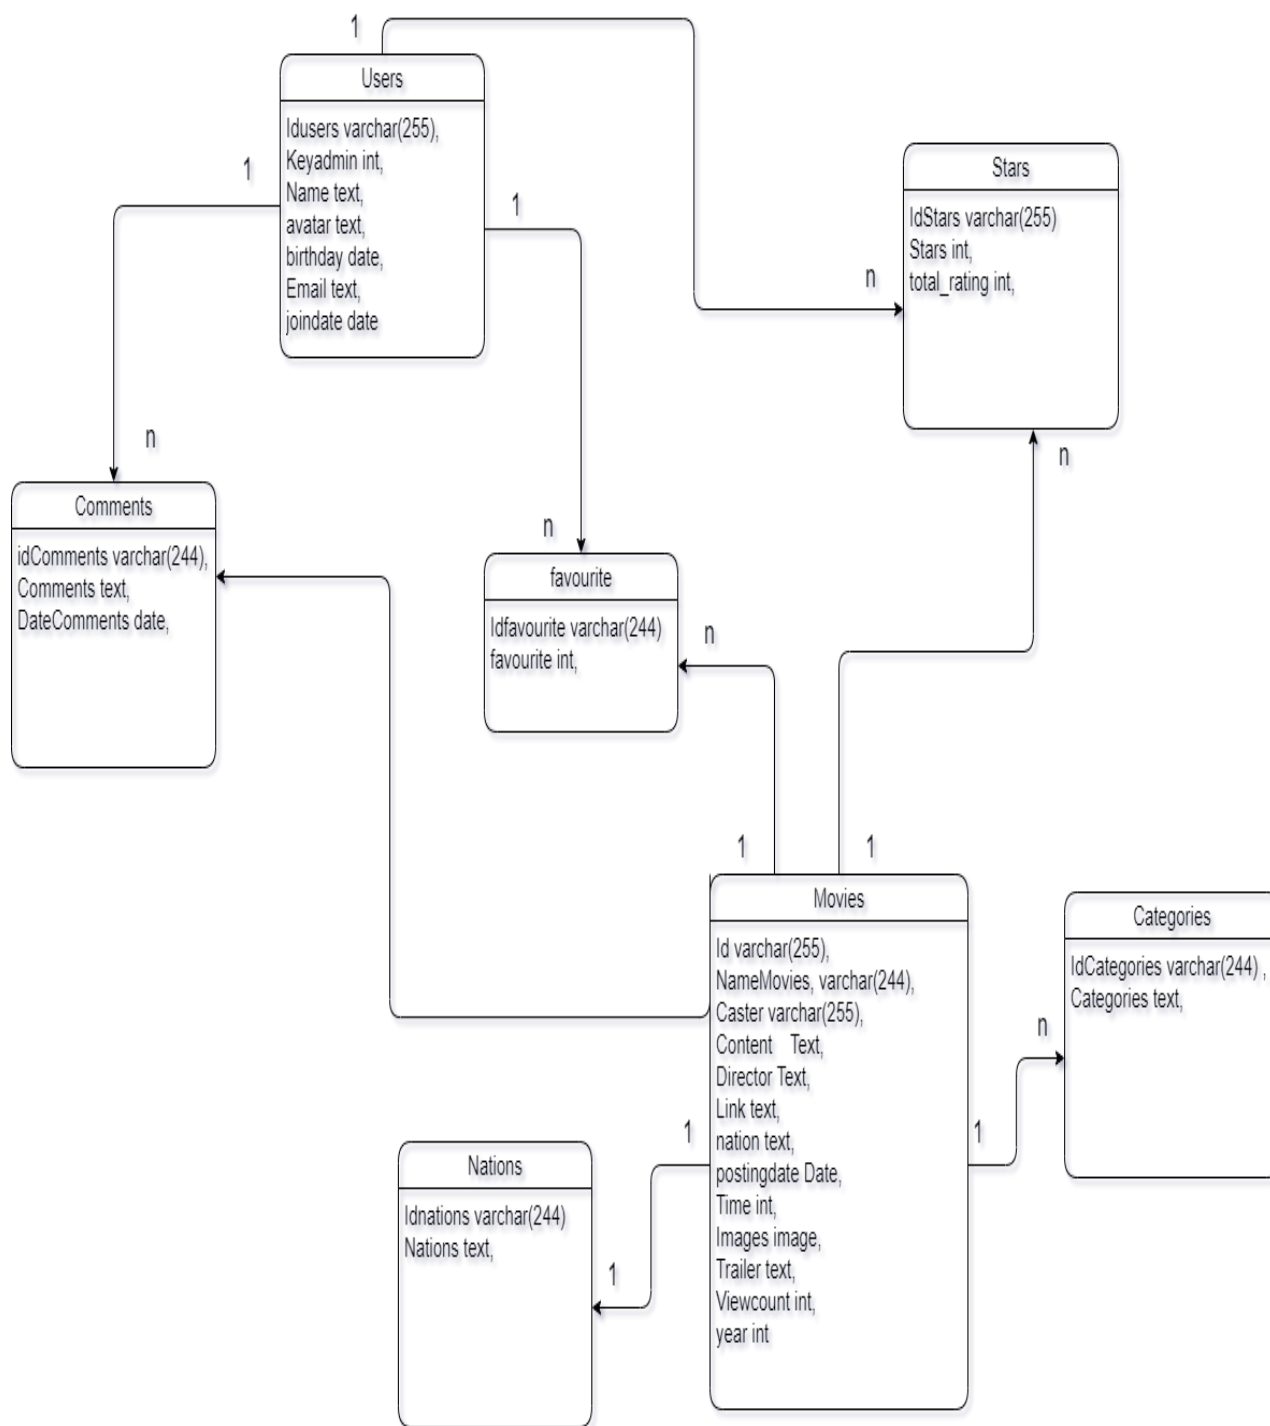 1
Users
Idusers varchar(255),
Keyadmin int,
Name text,
avatar text,
birthday date,
Email text,
joindate date
1
1
Stars
IdStars varchar(255)
Stars int,
total_rating int,
n
n
n
Comments
idComments varchar(244),
Comments text,
DateComments date,
n
favourite
Idfavourite varchar(244)
favourite int,
n
1
1
Movies
Id varchar(255),
NameMovies, varchar(244),
Caster varchar(255),
Content Text,
Director Text,
Link text,
nation text,
postingdate Date,
Time int,
Images image,
Trailer text,
Viewcount int,
year int
Categories
IdCategories varchar(244) ,
Categories text,
n
1
1
Nations
Idnations varchar(244)
Nations text,
1